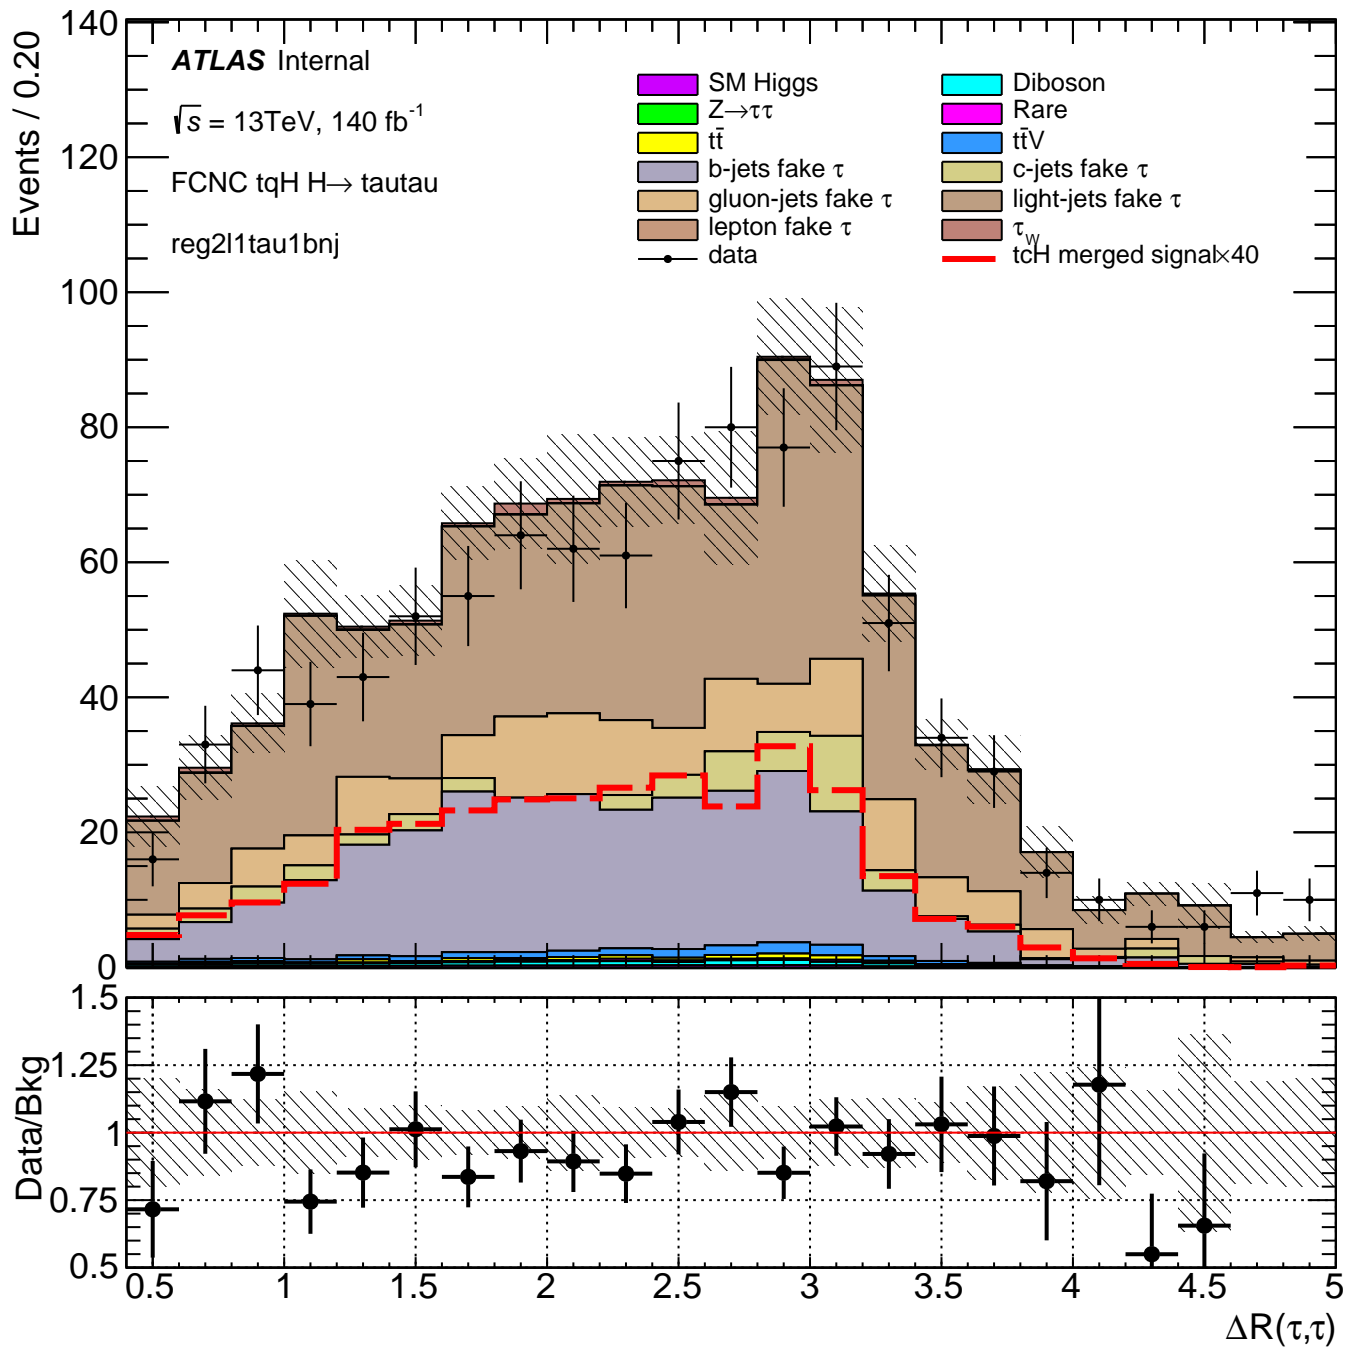 Events / 0.20
140
120
100
80
60
40
20
0
ATLAS Internal
√s = 13TeV, 140 fb⁻¹
FCNC tqH H→ tautau
reg2l1tau1bnj
SM Higgs
Z→ττ
tt̄
b-jets fake τ
gluon-jets fake τ
lepton fake τ
data
Diboson
Rare
tt̄V
c-jets fake τ
light-jets fake τ
τ_W
tcH merged signal×40
Data/Bkg
1.5
1.25
1
0.75
0.5
0.5 1 1.5 2 2.5 3 3.5 4 4.5 5
ΔR(τ,τ)